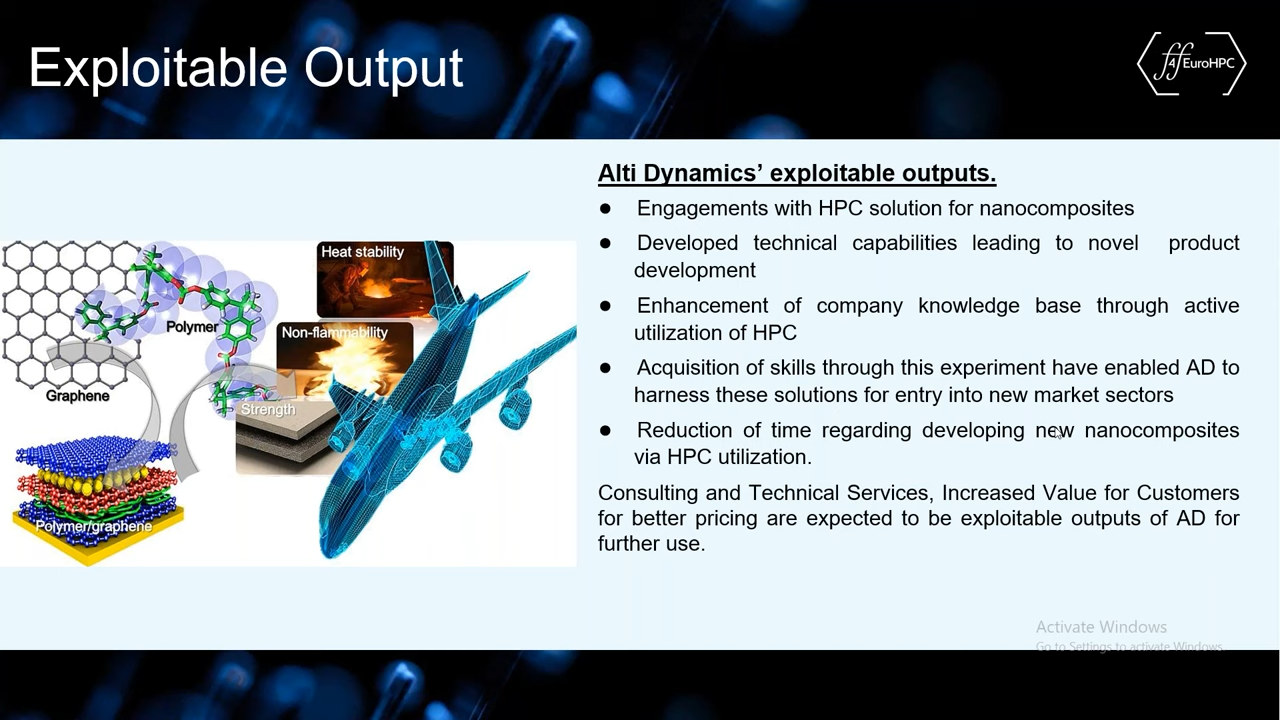 Exploitable Output
ff4EuroHPC
Alti Dynamics’ exploitable outputs.
● Engagements with HPC solution for nanocomposites
● Developed technical capabilities leading to novel product
development
● Enhancement of company knowledge base through active
utilization of HPC
● Acquisition of skills through this experiment have enabled AD to
harness these solutions for entry into new market sectors
● Reduction of time regarding developing new nanocomposites
via HPC utilization.
Consulting and Technical Services, Increased Value for Customers
for better pricing are expected to be exploitable outputs of AD for
further use.
Heat stability
Polymer
Non-flammability
Graphene
Strength
Polymer/graphene
Activate Windows
Go to Settings to activate Windows.